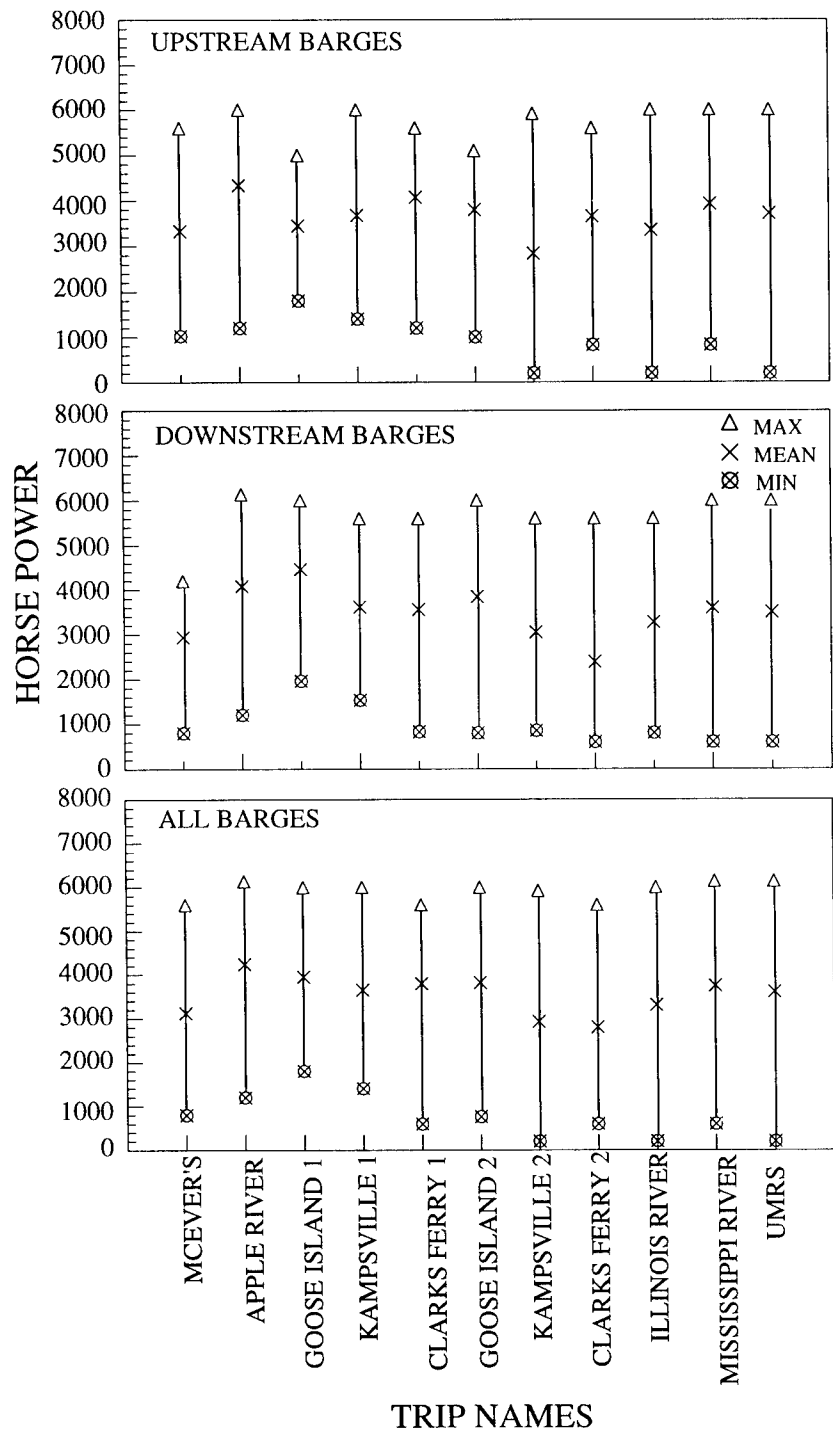 HORSE POWER
8000
7000
6000
5000
4000
3000
2000
1000
0
UPSTREAM BARGES
8000
7000
6000
5000
4000
3000
2000
1000
0
DOWNSTREAM BARGES
MAX
MEAN
MIN
8000
7000
6000
5000
4000
3000
2000
1000
0
ALL BARGES
MCEVER'S
APPLE RIVER
GOOSE ISLAND 1
KAMPSVILLE 1
CLARKS FERRY 1
GOOSE ISLAND 2
KAMPSVILLE 2
CLARKS FERRY 2
ILLINOIS RIVER
MISSISSIPPI RIVER
UMRS
TRIP NAMES